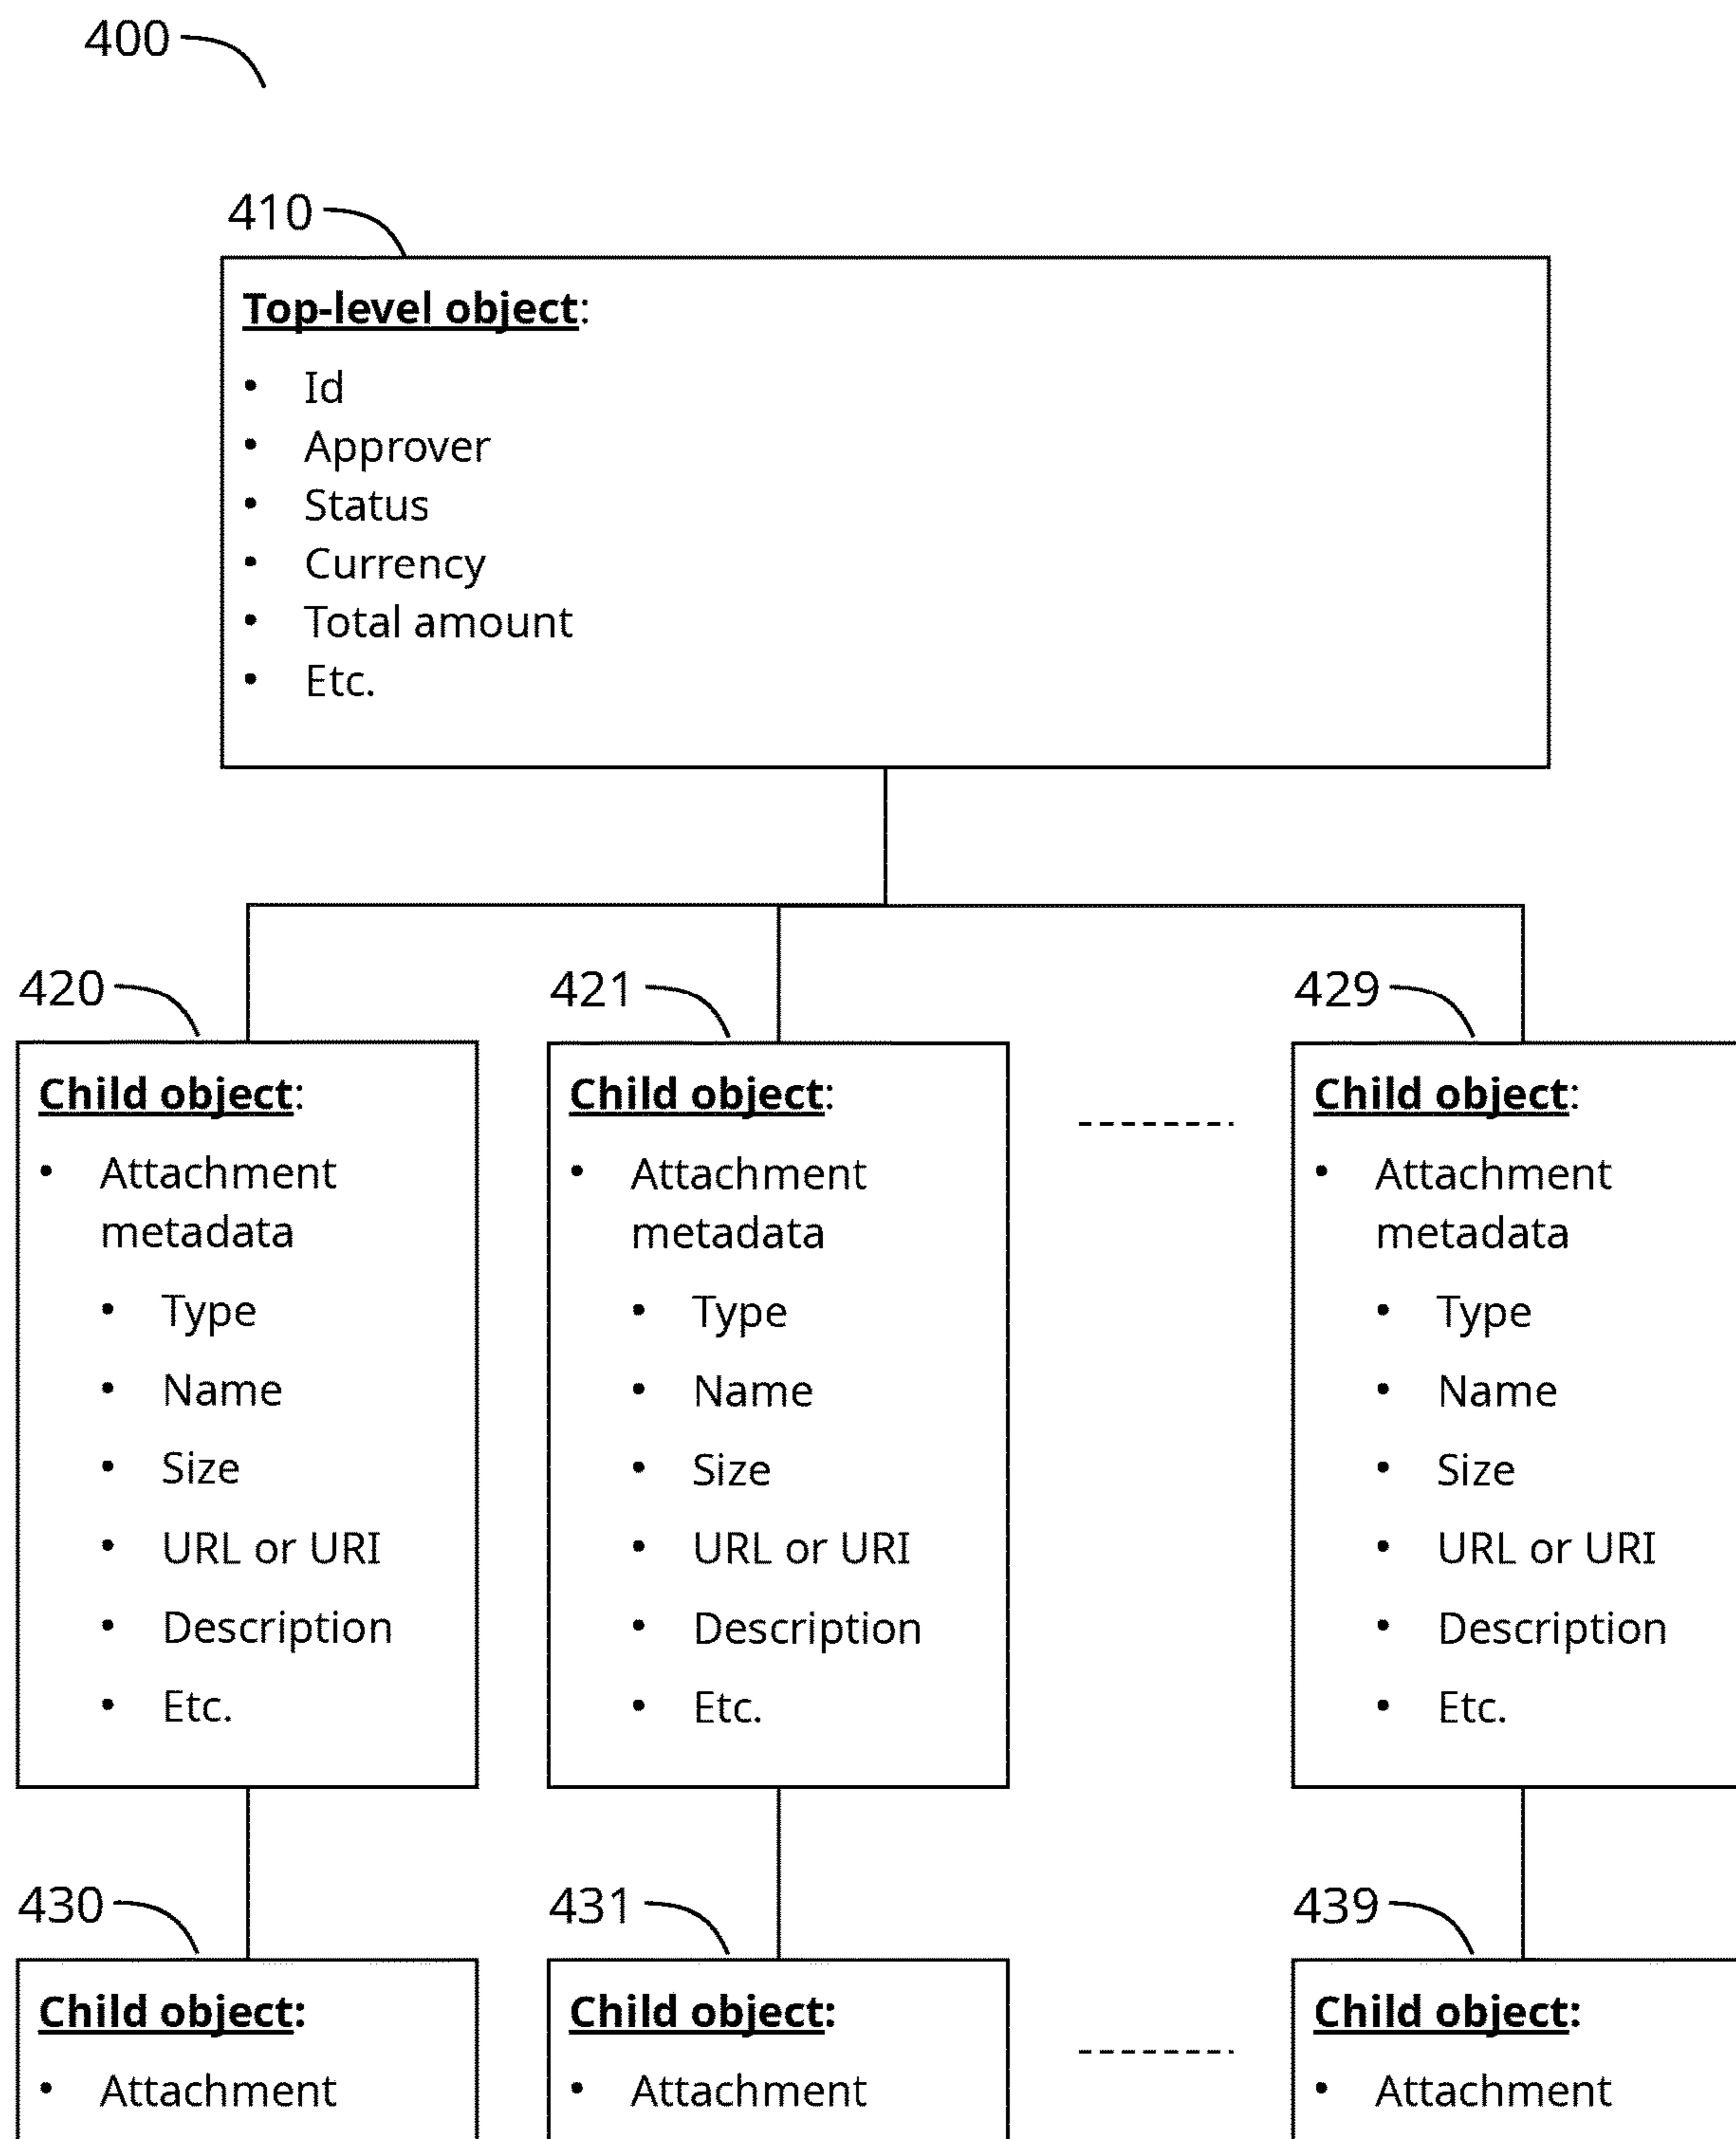 400
410
Top-level object:
• Id
• Approver
• Status
• Currency
• Total amount
• Etc.
420
Child object:
• Attachment
metadata
• Type
• Name
• Size
• URL or URI
• Description
• Etc.
421
Child object:
• Attachment
metadata
• Type
• Name
• Size
• URL or URI
• Description
• Etc.
429
Child object:
• Attachment
metadata
• Type
• Name
• Size
• URL or URI
• Description
• Etc.
430
Child object:
• Attachment
431
Child object:
• Attachment
439
Child object:
• Attachment